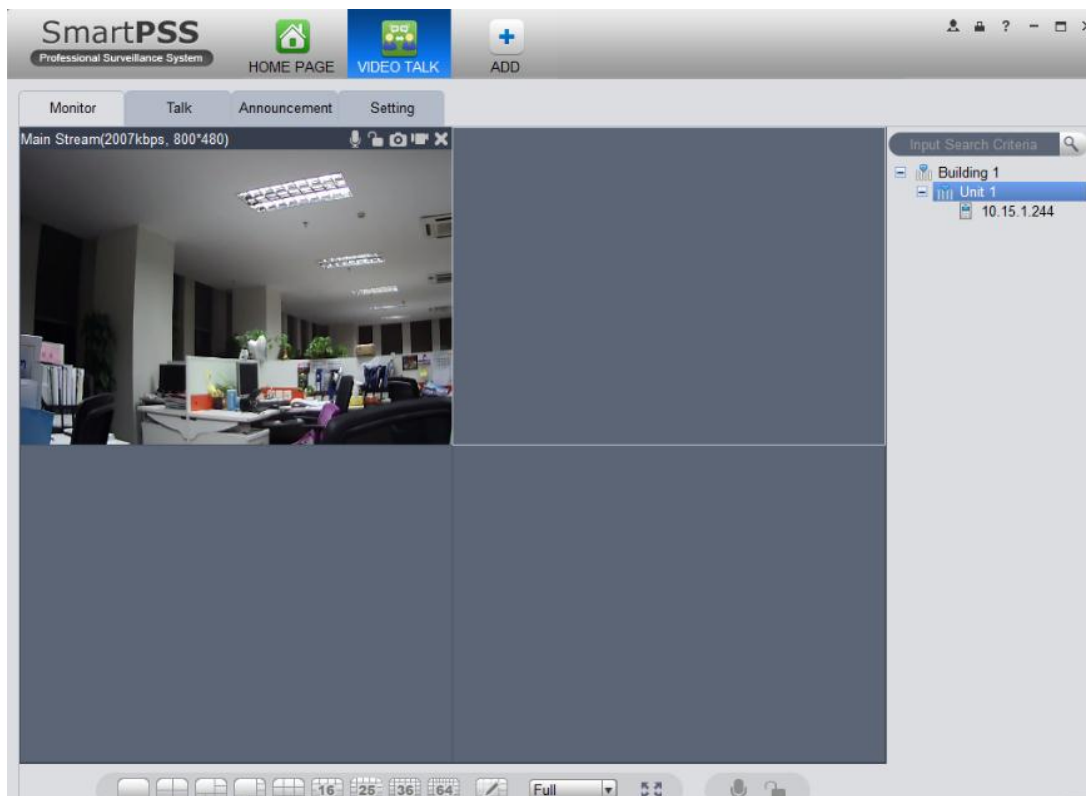 SmartPSS
Professional Surveillance System
HOME PAGE
VIDEO TALK
ADD
?
Monitor
Talk
Announcement
Setting
Main Stream(2007kbps, 800*480)
Input Search Criteria
Building 1
Unit 1
10.15.1.244
16
25
36
64
Full